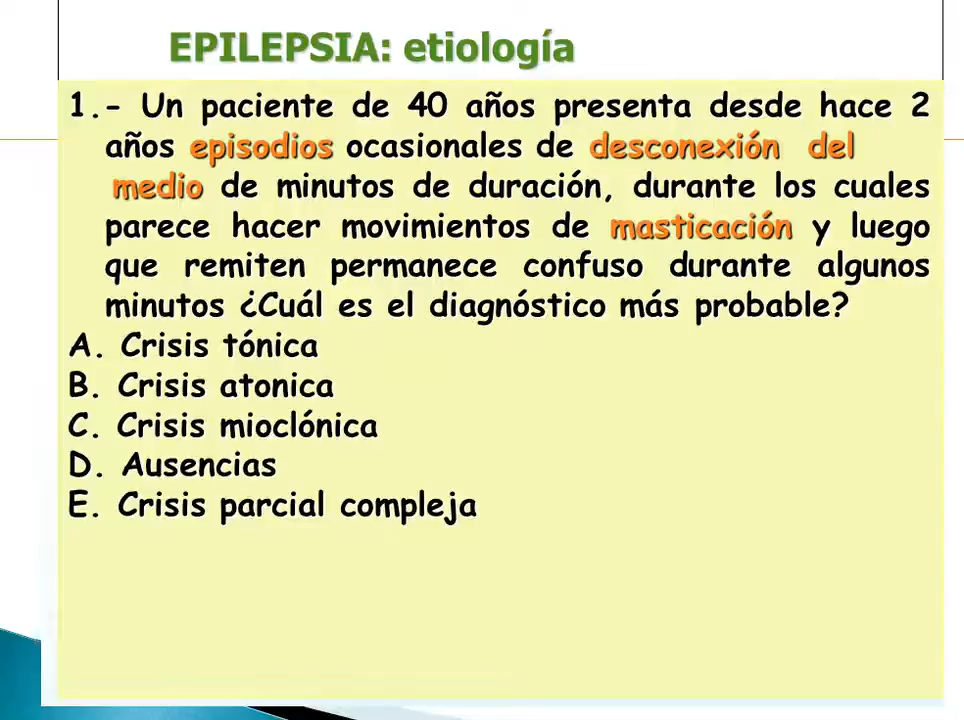 EPILEPSIA: etiología
1.- Un paciente de 40 años presenta desde hace 2
años episodios ocasionales de desconexión del
medio de minutos de duración, durante los cuales
parece hacer movimientos de masticación y luego
que remiten permanece confuso durante algunos
minutos ¿Cuál es el diagnóstico más probable?
A. Crisis tónica
B. Crisis atonica
C. Crisis mioclónica
D. Ausencias
E. Crisis parcial compleja